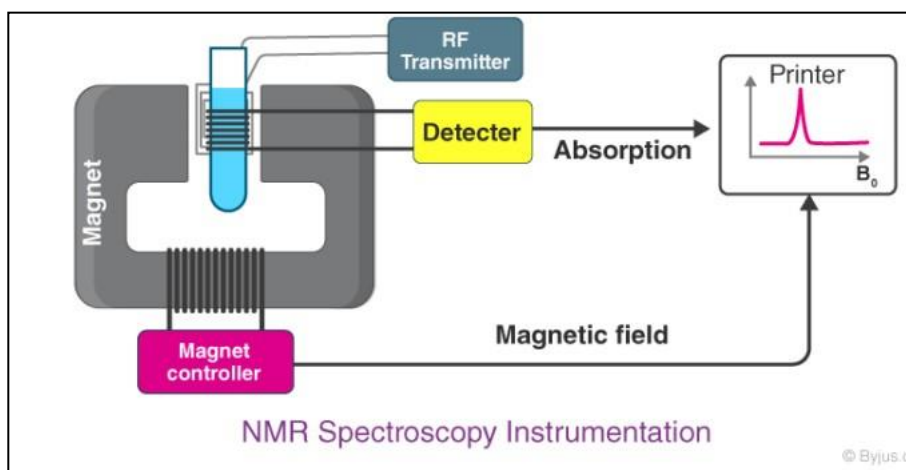 RF
Transmitter
Printer
Detecter
Absorption
B0
Magnet
Magnetic field
Magnet
controller
NMR Spectroscopy Instrumentation
© Byjus.